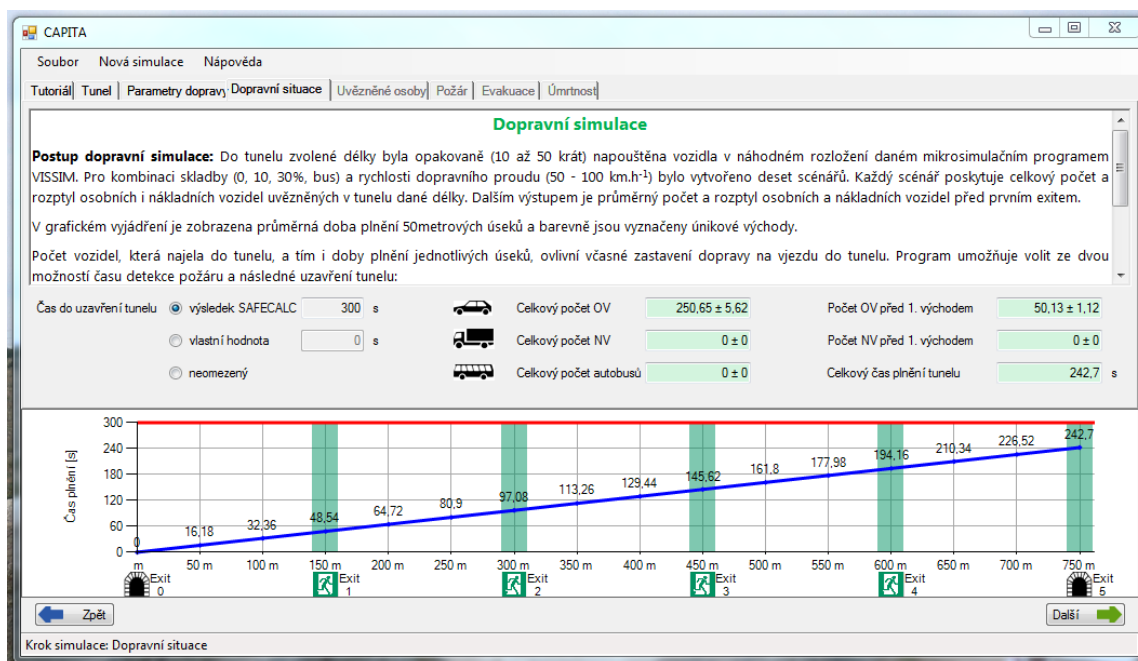 CAPITA
Soubor Nová simulace Nápověda
Tutoriál Tunel Parametry dopravy Dopravní situace Uvězněné osoby Požár Evakuace Úmrtnost
Dopravní simulace
Postup dopravní simulace: Do tunelu zvolené délky byla opakovaně (10 až 50 krát) napouštěna vozidla v náhodném rozložení daném mikrosimulačním programem
VISSIM. Pro kombinaci skladby (0, 10, 30%, bus) a rychlosti dopravního proudu (50 - 100 km.h-1) bylo vytvořeno deset scénářů. Každý scénář poskytuje celkový počet a
rozptyl osobních i nákladních vozidel uvězněných v tunelu dané délky. Dalším výstupem je průměrný počet a rozptyl osobních a nákladních vozidel před prvním exitem.
V grafickém vyjádření je zobrazena průměrná doba plnění 50metrových úseků a barevně jsou vyznačeny únikové východy.
Počet vozidel, která najela do tunelu, a tím i doby plnění jednotlivých úseků, ovlivní včasné zastavení dopravy na vjezdu do tunelu. Program umožňuje volit ze dvou
možností času detekce požáru a následné uzavření tunelu:
Čas do uzavření tunelu výsledek SAFECALC 300 s Celkový počet OV 250,65 ± 5,62 Počet OV před 1. východem 50,13 ± 1,12
vlastní hodnota 0 s Celkový počet NV 0 ± 0 Počet NV před 1. východem 0 ± 0
neomezený Celkový počet autobusů 0 ± 0 Celkový čas plnění tunelu 242,7 s
Čas plnění [s]
300
240
180
120
60
0
0 16,18 32,36 48,54 64,72 80,9 97,08 113,26 129,44 145,62 161,8 177,98 194,16 210,34 226,52 242,7
m 50 m 100 m 150 m 200 m 250 m 300 m 350 m 400 m 450 m 500 m 550 m 600 m 650 m 700 m 750 m
Exit 0 Exit 1 Exit 2 Exit 3 Exit 4 Exit 5
Zpět Další
Krok simulace: Dopravní situace